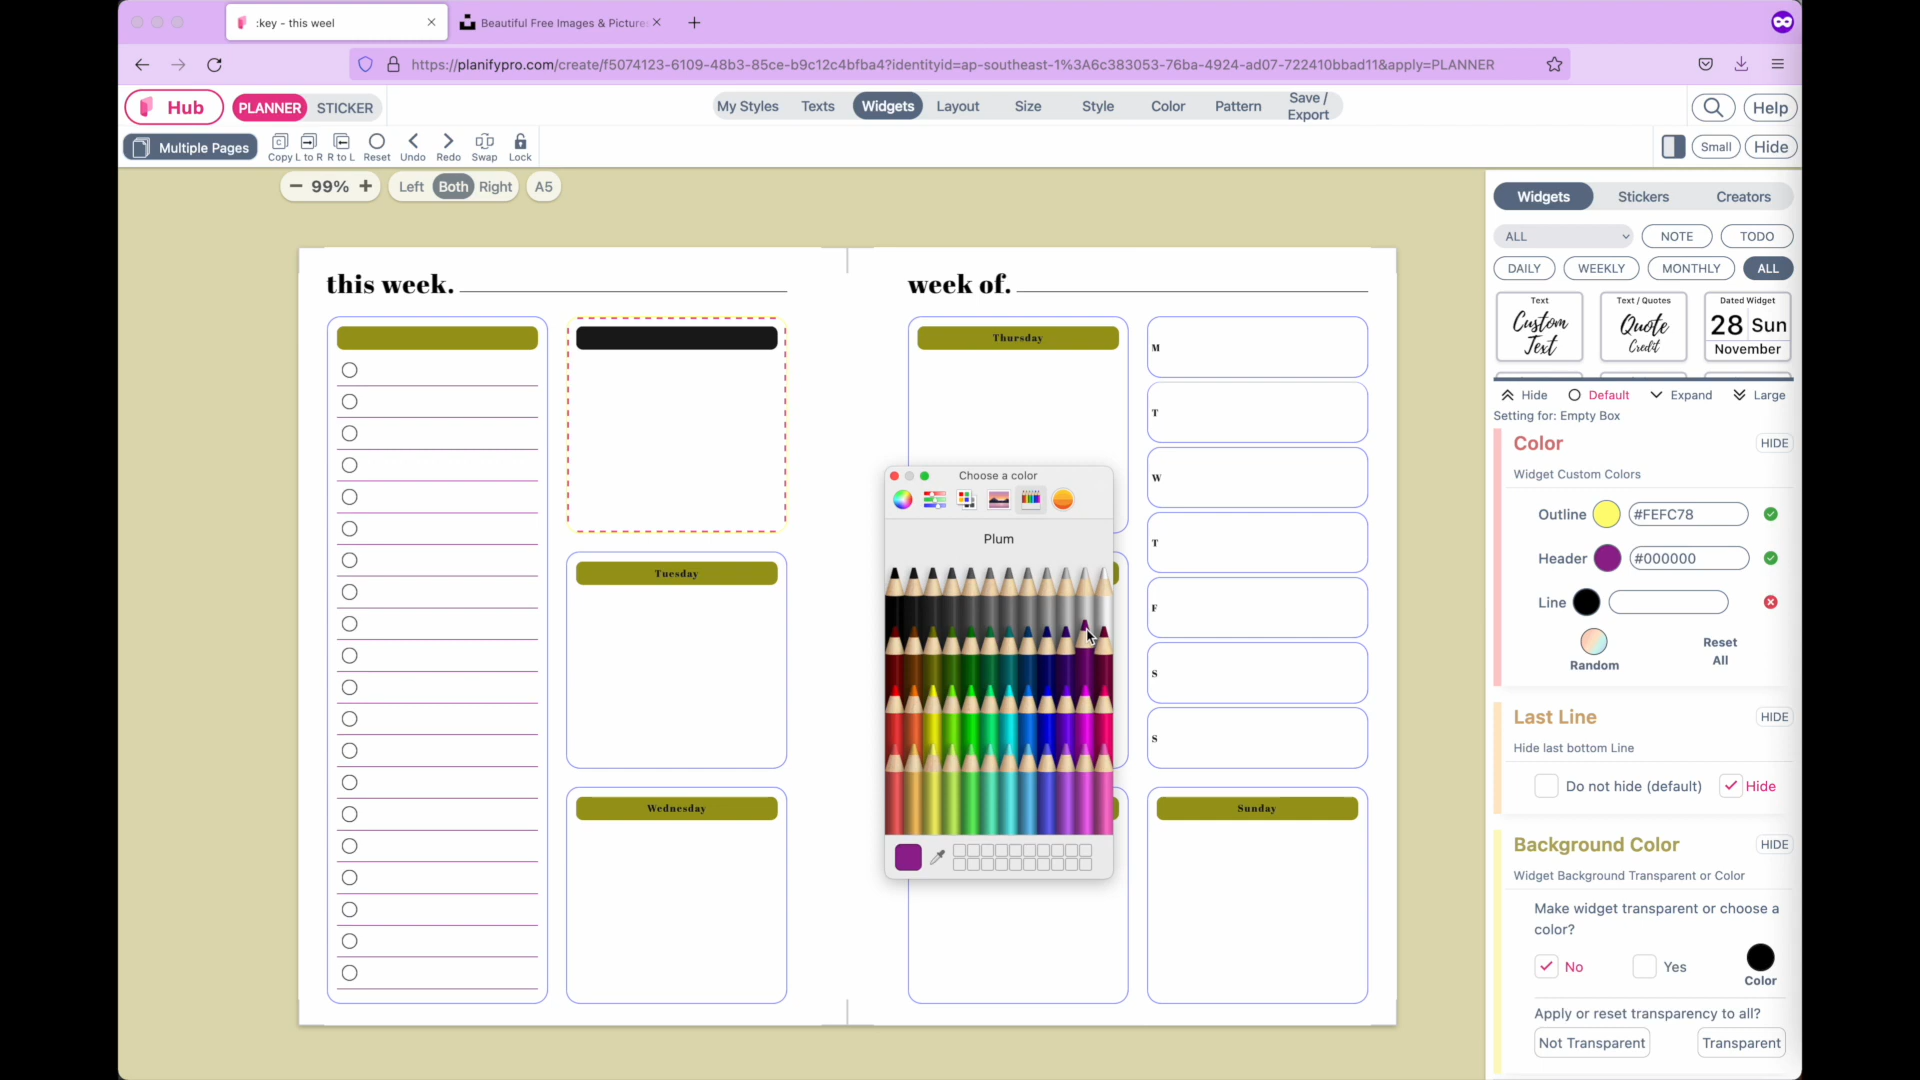 :key - this weel
Beautiful Free Images & Pictures
https://planifypro.com/create/f5074123-6109-48b3-85ce-b9c12c4bfba4?identityid=ap-southeast-1%3A6c383053-76ba-4924-ad07-722410bbad11&apply=PLANNER
Hub
PLANNER
STICKER
My Styles
Texts
Widgets
Layout
Size
Style
Color
Pattern
Save /
Export
Help
Multiple Pages
Copy
L to R
R to L
Reset
Undo
Redo
Swap
Lock
Small
Hide
99%
Left
Both
Right
A5
this week.
week of.
Thursday
Tuesday
Wednesday
Sunday
M
T
W
T
F
S
S
Choose a color
Plum
Widgets
Stickers
Creators
ALL
NOTE
TODO
DAILY
WEEKLY
MONTHLY
ALL
Text
Custom
Text
Text / Quotes
Quote
Credit
Dated Widget
28 Sun
November
Hide
Default
Expand
Large
Setting for: Empty Box
Color
HIDE
Widget Custom Colors
Outline
#FEFC78
Header
#000000
Line
Random
Reset
All
Last Line
HIDE
Hide last bottom Line
Do not hide (default)
Hide
Background Color
HIDE
Widget Background Transparent or Color
Make widget transparent or choose a
color?
No
Yes
Color
Apply or reset transparency to all?
Not Transparent
Transparent